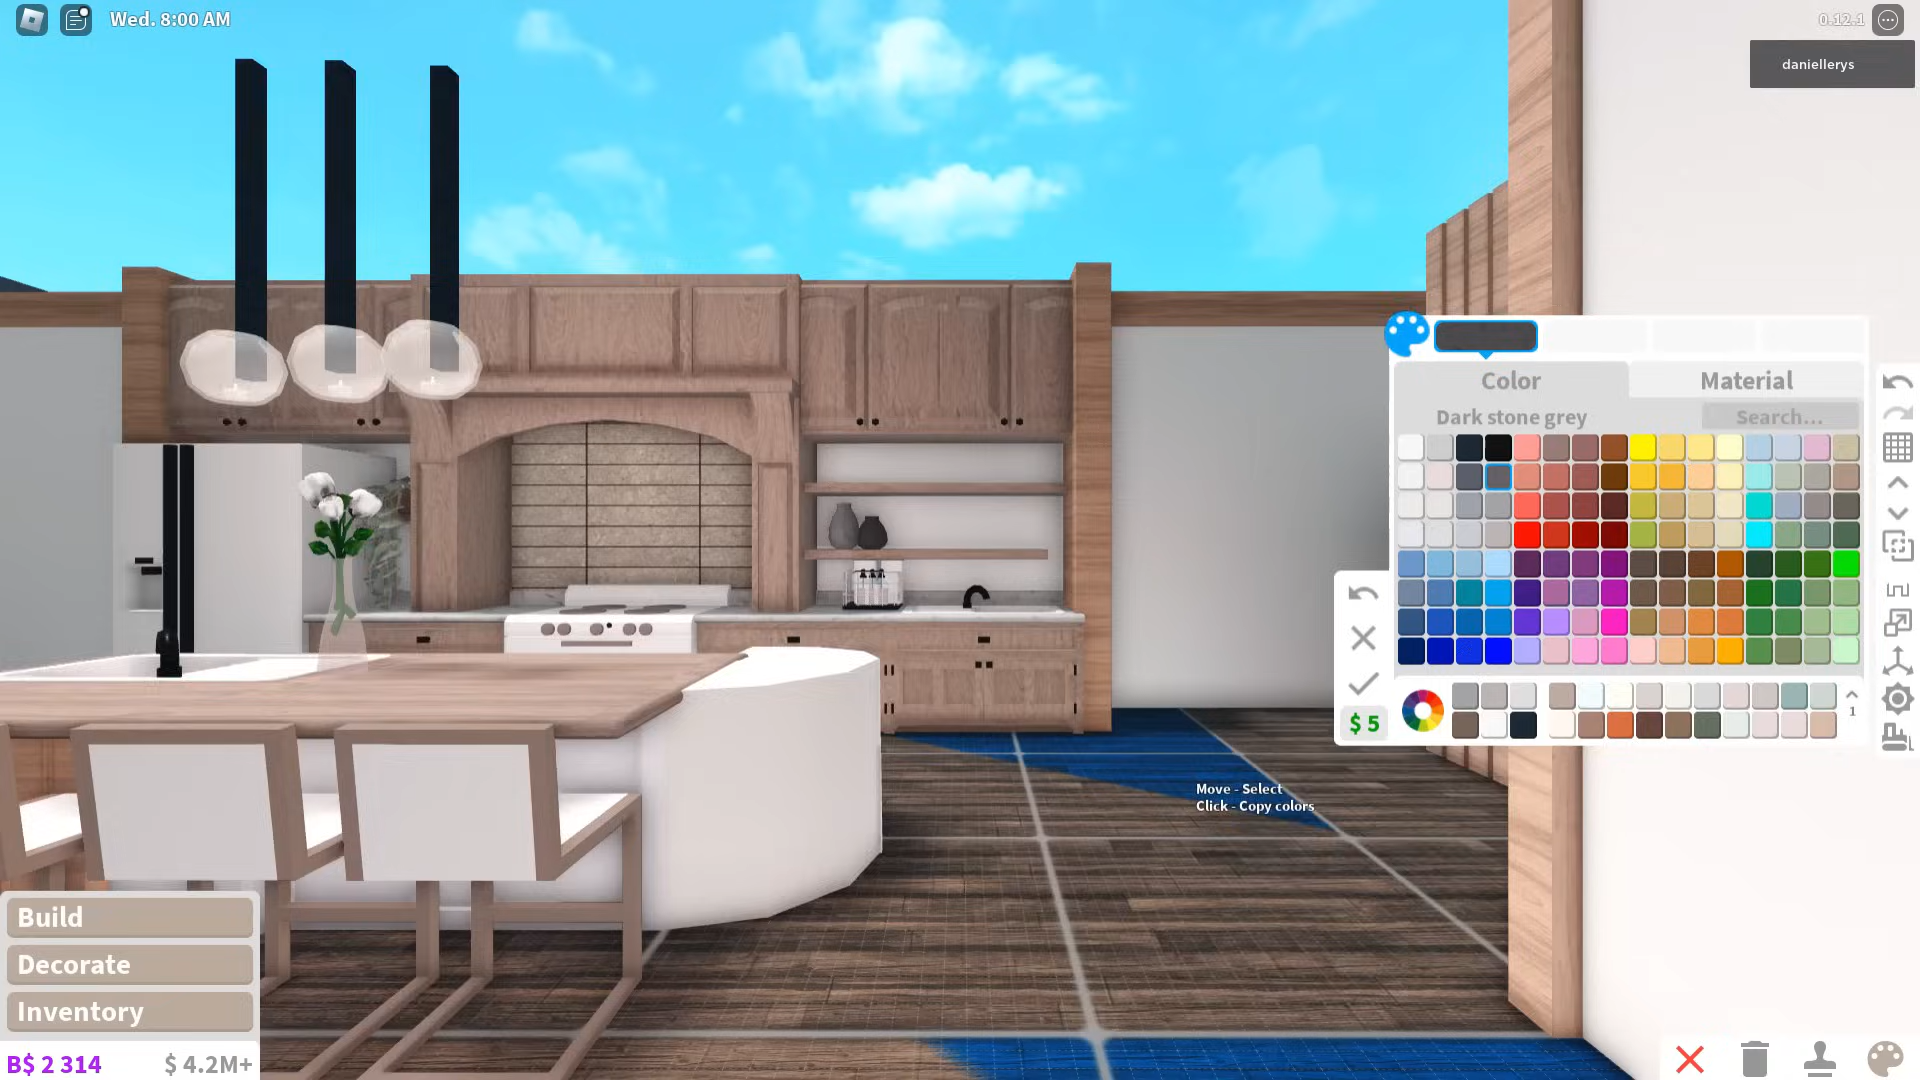 Wed. 8:00 AM
0.12.1
daniellerys
Color
Material
Dark stone grey
Search...
1
$ 5
Move - Select
Click - Copy colors
Build
Decorate
Inventory
B$ 2 314
$ 4.2M+